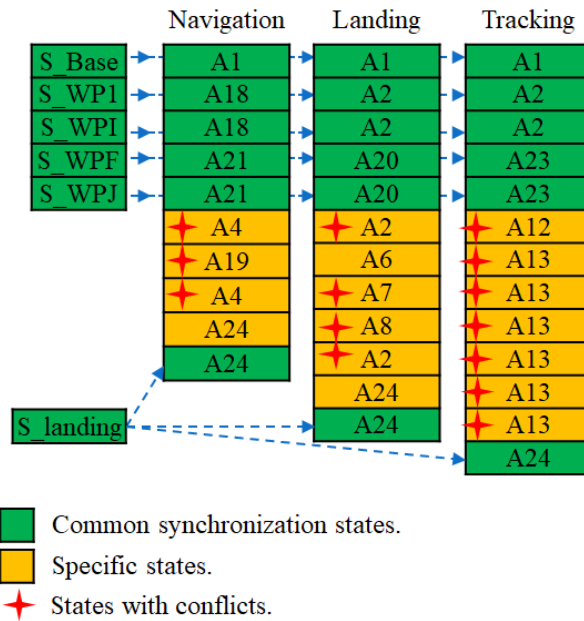 Navigation Landing Tracking
S_Base A1 A1 A1
S_WP1 A18 A2 A2
S_WPI A18 A2 A2
S_WPF A21 A20 A23
S_WPJ A21 A20 A23
A4 A2 A12
A19 A6 A13
A4 A7 A13
A24 A8 A13
A24 A2 A13
A24 A13
S_landing A24 A13
A24
Common synchronization states.
Specific states.
States with conflicts.